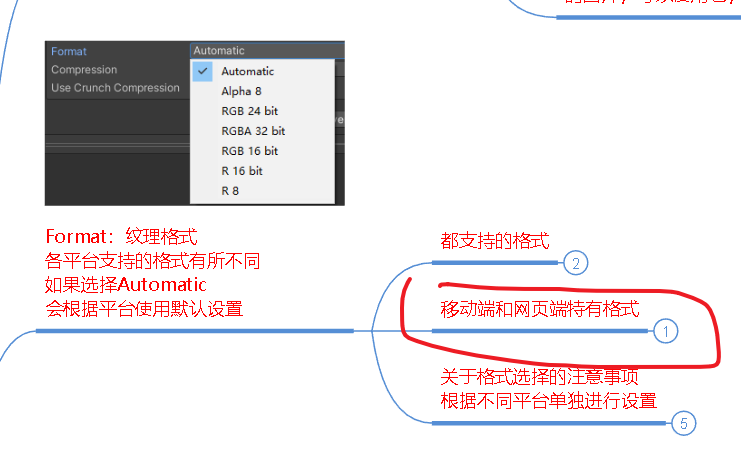 Format
Automatic
Compression
Use Crunch Compression
Automatic
Alpha 8
RGB 24 bit
RGBA 32 bit
RGB 16 bit
R 16 bit
R 8
Format：纹理格式
各平台支持的格式有所不同
如果选择Automatic
会根据平台使用默认设置
都支持的格式
2
移动端和网页端特有格式
1
关于格式选择的注意事项
根据不同平台单独进行设置
5